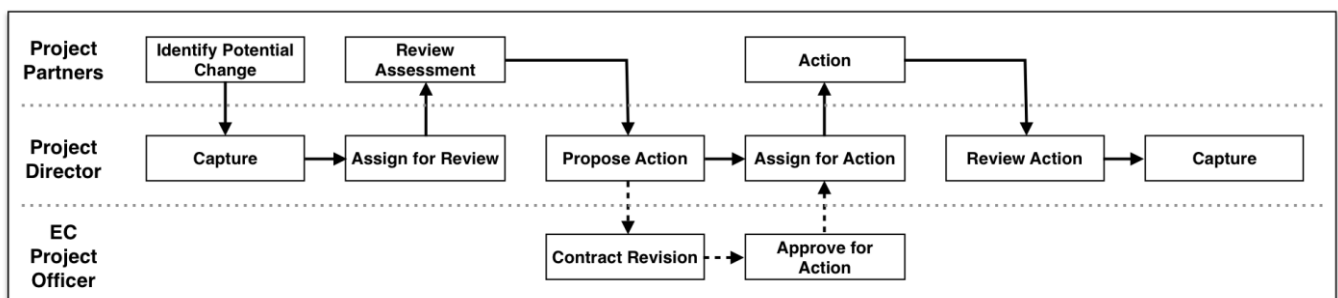 Project
Partners
Identify Potential
Change
Review
Assessment
Action
Project
Director
Capture
Assign for Review
Propose Action
Assign for Action
Review Action
Capture
EC
Project
Officer
Contract Revision
Approve for
Action